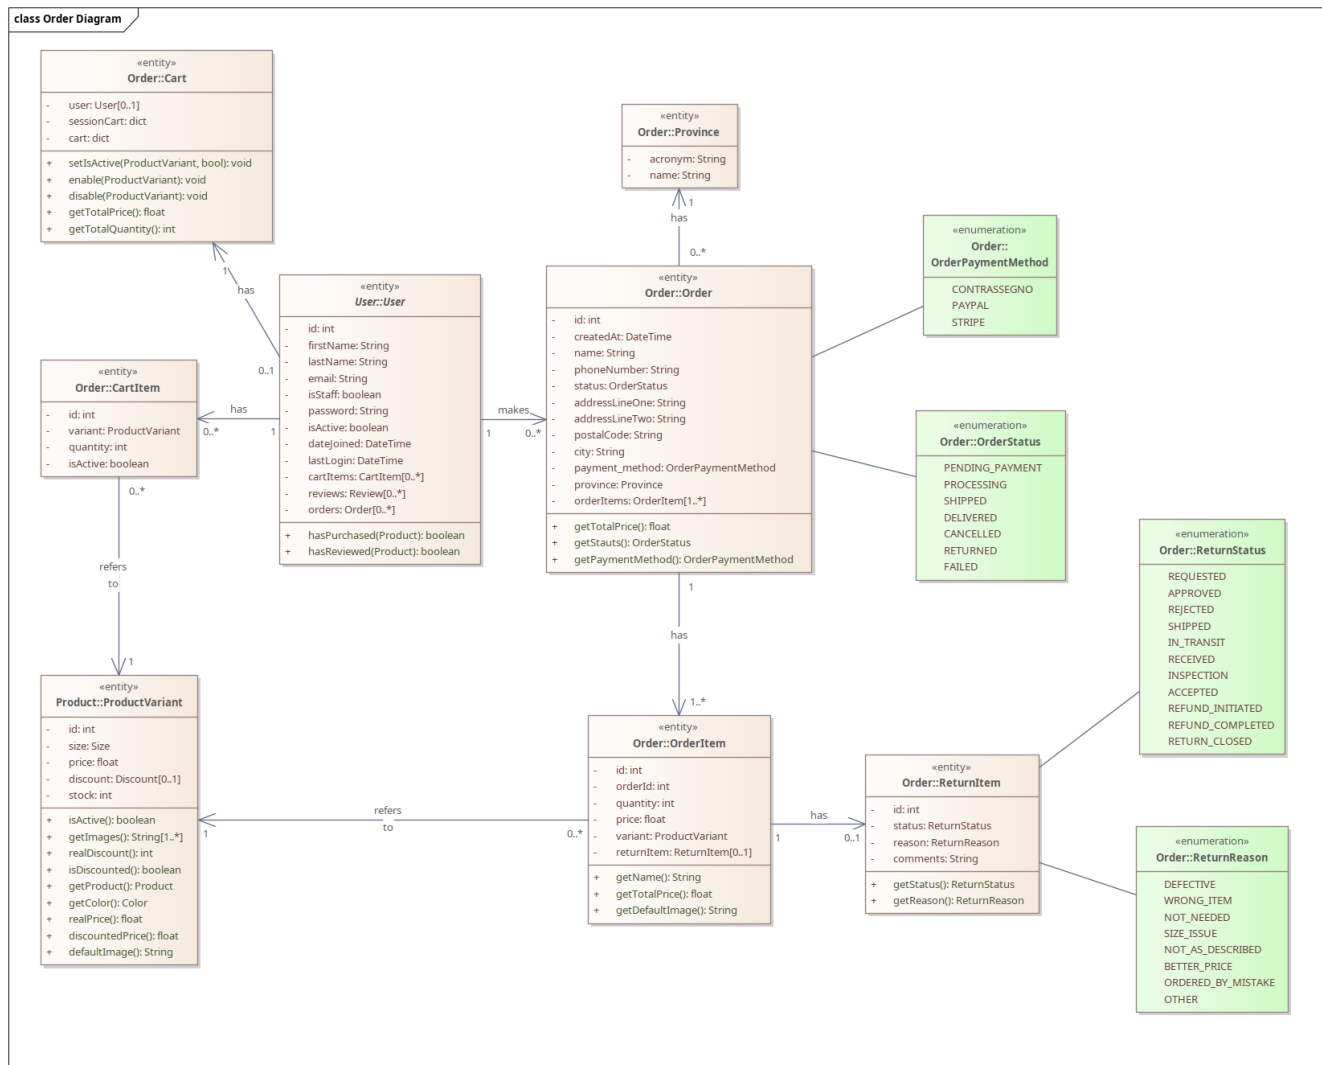 class Order Diagram
«entity»
Order::Cart
- user: User[0..1]
- sessionCart: dict
- cart: dict
+ setIsActive(ProductVariant, bool): void
+ enable(ProductVariant): void
+ disable(ProductVariant): void
+ getTotalPrice(): float
+ getTotalQuantity(): int
«entity»
Order::Province
- acronym: String
- name: String
1
has
0..*
«enumeration»
Order::
OrderPaymentMethod
CONTRASSEGNO
PAYPAL
STRIPE
1
has
0..1
«entity»
User::User
- id: int
- firstName: String
- lastName: String
- email: String
- isStaff: boolean
- password: String
- isActive: boolean
- dateJoined: DateTime
- lastLogin: DateTime
- cartItems: CartItem[0..*]
- reviews: Review[0..*]
- orders: Order[0..*]
+ hasPurchased(Product): boolean
+ hasReviewed(Product): boolean
«entity»
Order::Order
- id: int
- createdAt: DateTime
- name: String
- phoneNumber: String
- status: OrderStatus
- addressLineOne: String
- addressLineTwo: String
- postalCode: String
- city: String
- payment_method: OrderPaymentMethod
- province: Province
- orderItems: OrderItem[1..*]
+ getTotalPrice(): float
+ getStauts(): OrderStatus
+ getPaymentMethod(): OrderPaymentMethod
«entity»
Order::CartItem
- id: int
- variant: ProductVariant
- quantity: int
- isActive: boolean
has
0..*
1
makes
1
0..*
«enumeration»
Order::OrderStatus
PENDING_PAYMENT
PROCESSING
SHIPPED
DELIVERED
CANCELLED
RETURNED
FAILED
0..*
refers
to
1
1
has
1..*
«enumeration»
Order::ReturnStatus
REQUESTED
APPROVED
REJECTED
SHIPPED
IN_TRANSIT
RECEIVED
INSPECTION
ACCEPTED
REFUND_INITIATED
REFUND_COMPLETED
RETURN_CLOSED
«entity»
Product::ProductVariant
- id: int
- size: Size
- price: float
- discount: Discount[0..1]
- stock: int
+ isActive(): boolean
+ getImages(): String[1..*]
+ realDiscount(): int
+ isDiscounted(): boolean
+ getProduct(): Product
+ getColor(): Color
+ realPrice(): float
+ discountedPrice(): float
+ defaultImage(): String
refers
to
1
0..*
«entity»
Order::OrderItem
- id: int
- orderId: int
- quantity: int
- price: float
- variant: ProductVariant
- returnItem: ReturnItem[0..1]
+ getName(): String
+ getTotalPrice(): float
+ getDefaultImage(): String
has
1
0..1
«entity»
Order::ReturnItem
- id: int
- status: ReturnStatus
- reason: ReturnReason
- comments: String
+ getStatus(): ReturnStatus
+ getReason(): ReturnReason
«enumeration»
Order::ReturnReason
DEFECTIVE
WRONG_ITEM
NOT_NEEDED
SIZE_ISSUE
NOT_AS_DESCRIBED
BETTER_PRICE
ORDERED_BY_MISTAKE
OTHER